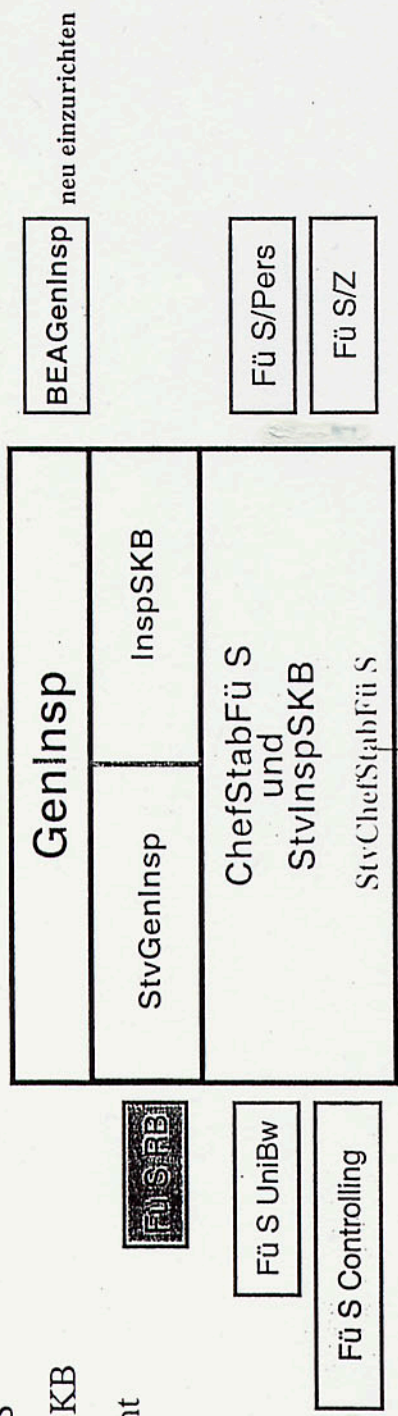 KB
GenInsp
StvGenInsp
InspSKB
ChefStabFü S
und
StvInspSKB
StvChefStabFü S
Fü S RB
Fü S UniBw
Fü S Controlling
BEAGenInsp
neu einzurichten
Fü S/Pers
Fü S/Z